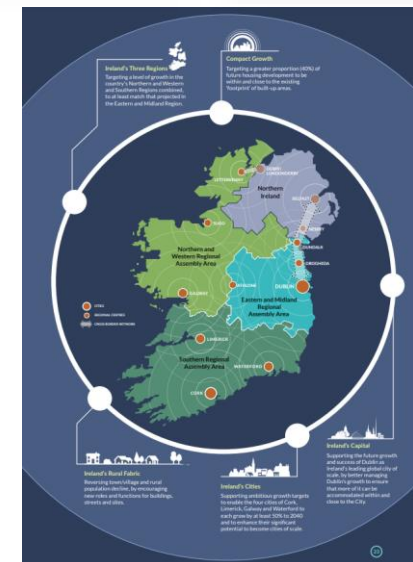 Ireland's Three Regions
Targeting a level of growth in the
country's Northern and Western
and Southern Regions combined,
to at least match that projected in
the Eastern and Midland Region.
Compact Growth
Targeting a greater proportion (40%) of
future housing development to be
within and close to the existing
'footprint' of built-up areas.
LETTERKENNY
Northern
Ireland
BELFAST
SLIGO
NEWRY
DUNDALK
DROGHEDA
Northern and
Western Regional
Assembly Area
ATHLONE
DUBLIN
GALWAY
Eastern and Midland
Regional
Assembly Area
CITIES
REGIONAL CENTRES
CROSS BORDER NETWORK
LIMERICK
Southern Regional
Assembly Area
WATERFORD
CORK
Ireland's Capital
Supporting the future growth
and success of Dublin as
Ireland's leading global city of
scale, by better managing
Dublin's growth to ensure
that more of it can be
accommodated within and
close to the City.
Ireland's Rural Fabric
Reversing town/village and rural
population decline, by encouraging
new roles and functions for buildings,
streets and sites.
Ireland's Cities
Supporting ambitious growth targets
to enable the four cities of Cork,
Limerick, Galway and Waterford to
each grow by at least 50% to 2040
and to enhance their significant
potential to become cities of scale.